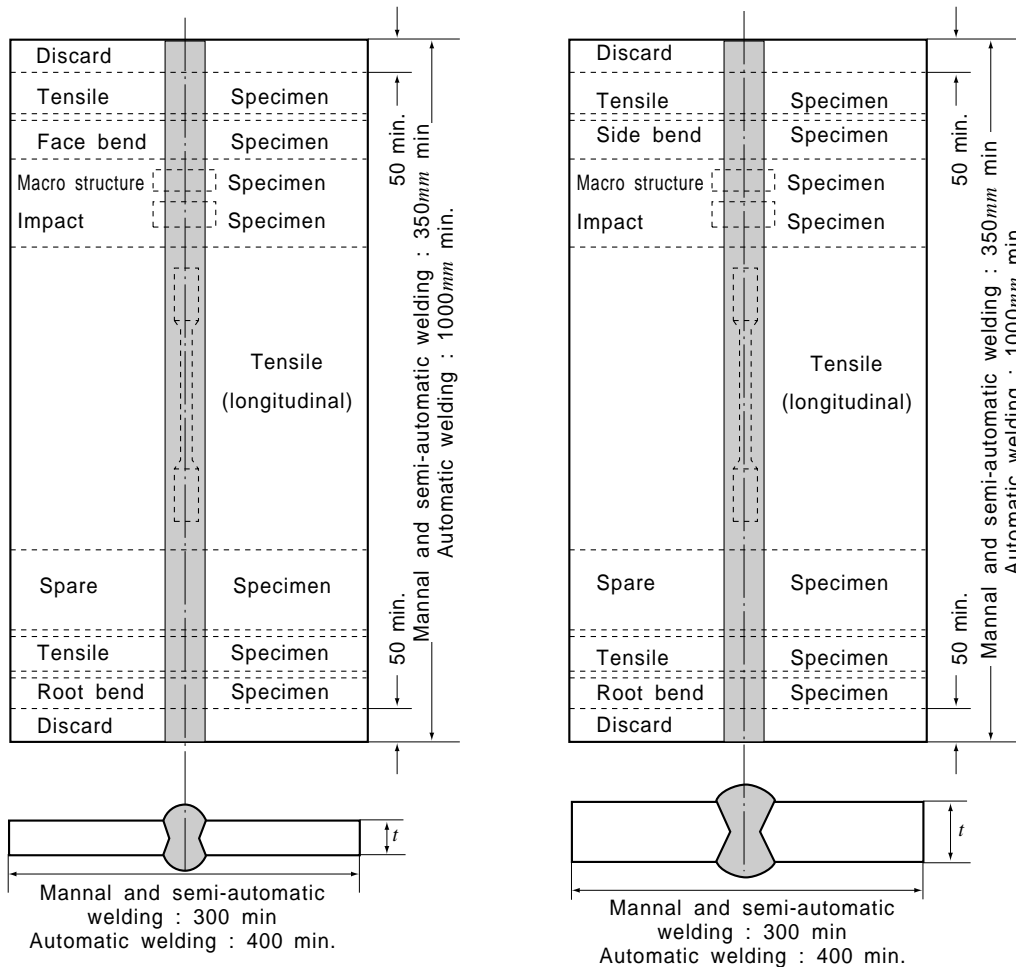 Discard
Tensile Specimen
Face bend Specimen
Macro structure Specimen
Impact Specimen
Tensile
(longitudinal)
Spare Specimen
Tensile Specimen
Root bend Specimen
Discard
50 min.
50 min.
Mannal and semi-automatic welding : 350mm min
Automatic welding : 1000mm min.
t
Mannal and semi-automatic
welding : 300 min
Automatic welding : 400 min.
Discard
Tensile Specimen
Side bend Specimen
Macro structure Specimen
Impact Specimen
Tensile
(longitudinal)
Spare Specimen
Tensile Specimen
Root bend Specimen
Discard
50 min.
50 min.
Mannal and semi-automatic welding : 350mm min
Automatic welding : 1000mm min.
t
Mannal and semi-automatic
welding : 300 min
Automatic welding : 400 min.